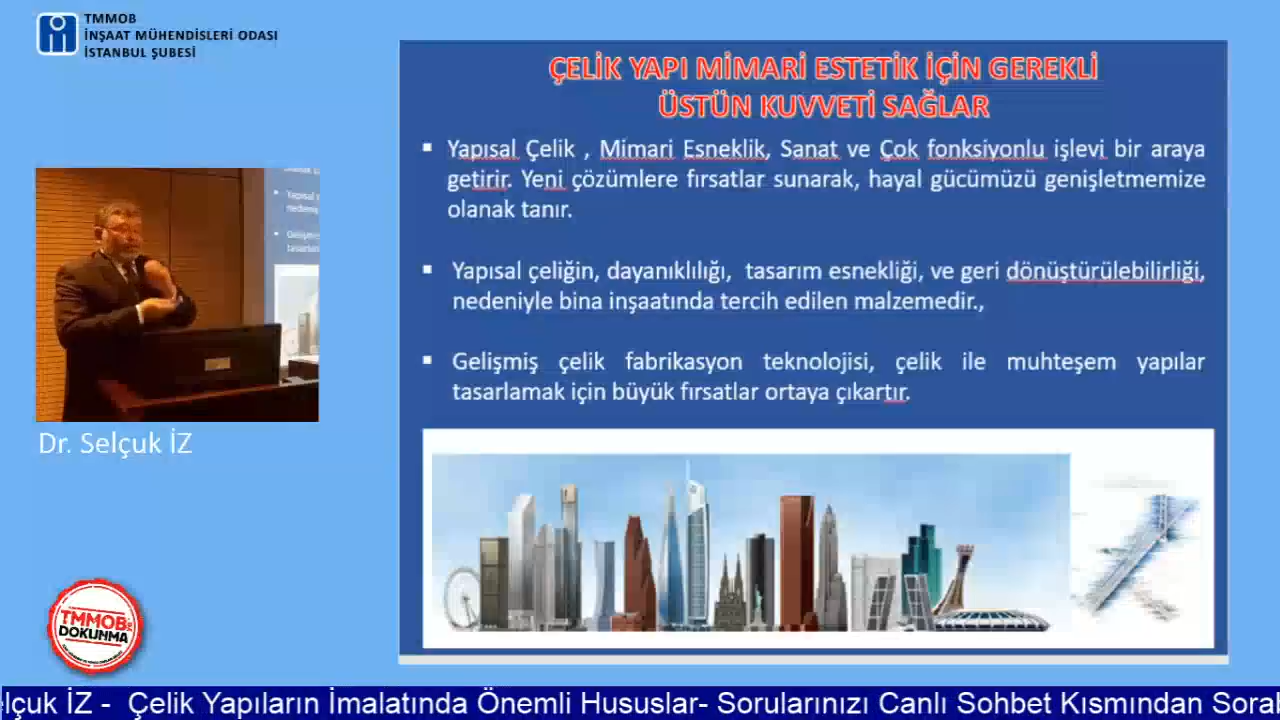 TMMOB
İNŞAAT MÜHENDİSLERİ ODASI
İSTANBUL ŞUBESİ
ÇELİK YAPI MİMARİ ESTETİK İÇİN GEREKLİ
ÜSTÜN KUVVETİ SAĞLAR
▪ Yapısal Çelik , Mimari Esneklik, Sanat ve Çok fonksiyonlu işlevi bir araya
getirir. Yeni çözümlere fırsatlar sunarak, hayal gücümüzü genişletmemize
olanak tanır.
▪ Yapısal çeliğin, dayanıklılığı, tasarım esnekliği, ve geri dönüştürülebilirliği,
nedeniyle bina inşaatında tercih edilen malzemedir.,
▪ Gelişmiş çelik fabrikasyon teknolojisi, çelik ile muhteşem yapılar
tasarlamak için büyük fırsatlar ortaya çıkartır.
Dr. Selçuk İZ
TMMOB
DOKUNMA
elçuk İZ - Çelik Yapıların İmalatında Önemli Hususlar- Sorularınızı Canlı Sohbet Kısmından Sorab